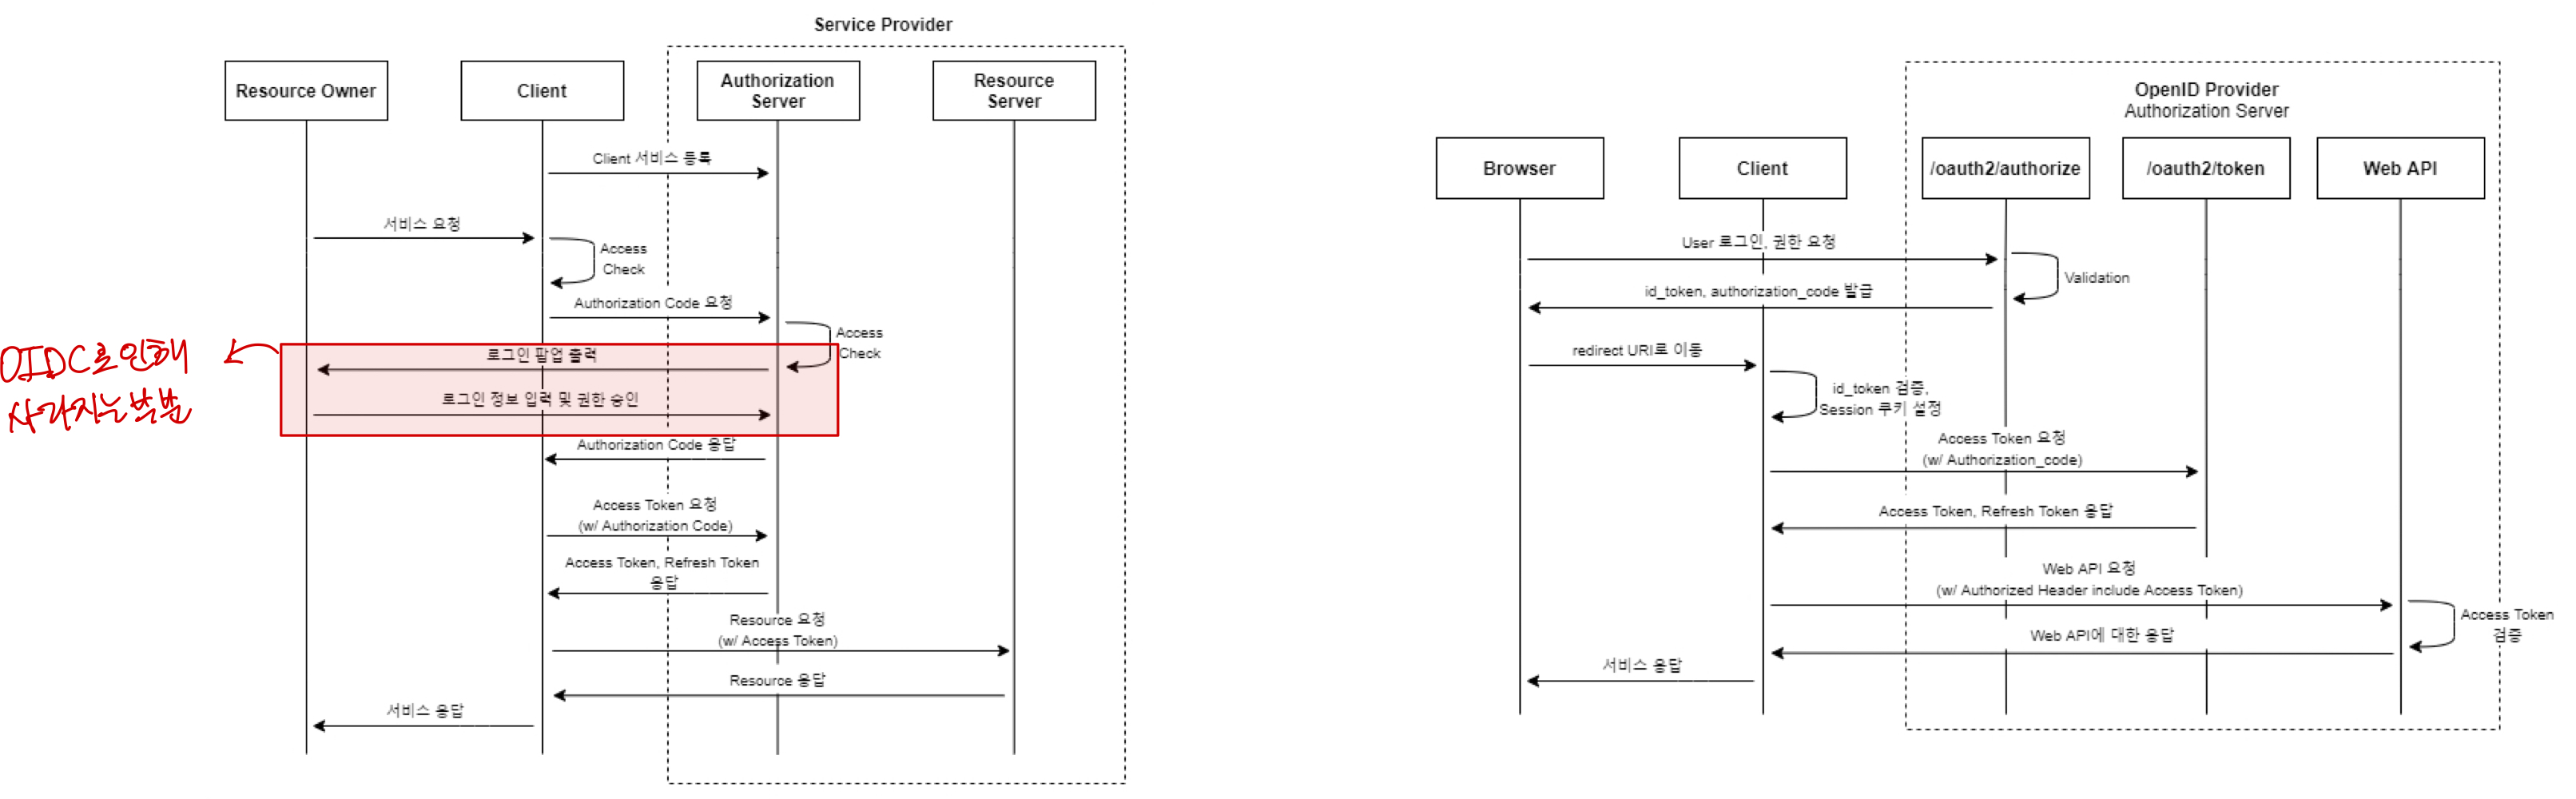 Service Provider
Resource Owner
Client
Authorization
Server
Resource
Server
Client 서비스 등록
서비스 요청
Access
Check
Authorization Code 요청
Access
Check
로그인 팝업 출력
로그인 정보 입력 및 권한 승인
OIDC로 인해
사라지는 부분
Authorization Code 응답
Access Token 요청
(w/ Authorization Code)
Access Token, Refresh Token
응답
Resource 요청
(w/ Access Token)
Resource 응답
서비스 응답
OpenID Provider
Authorization Server
Browser
Client
/oauth2/authorize
/oauth2/token
Web API
User 로그인, 권한 요청
Validation
id_token, authorization_code 발급
redirect URI로 이동
id_token 검증,
Session 쿠키 설정
Access Token 요청
(w/ Authorization_code)
Access Token, Refresh Token 응답
Web API 요청
(w/ Authorized Header include Access Token)
Access Token
검증
Web API에 대한 응답
서비스 응답